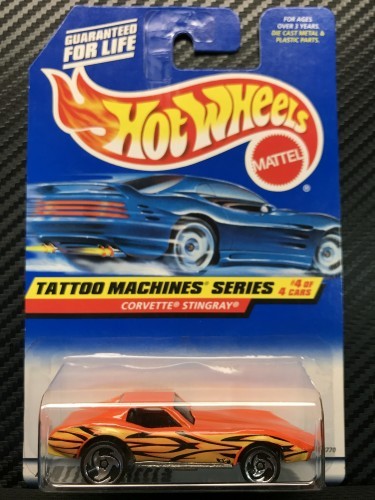 GUARANTEED
FOR LIFE
FOR AGES
OVER 3 YEARS.
DIE CAST METAL &
PLASTIC PARTS.
HOT WHEELS
MATTEL
®
TATTOO MACHINES® SERIES
#4 OF
4 CARS
CORVETTE® STINGRAY®